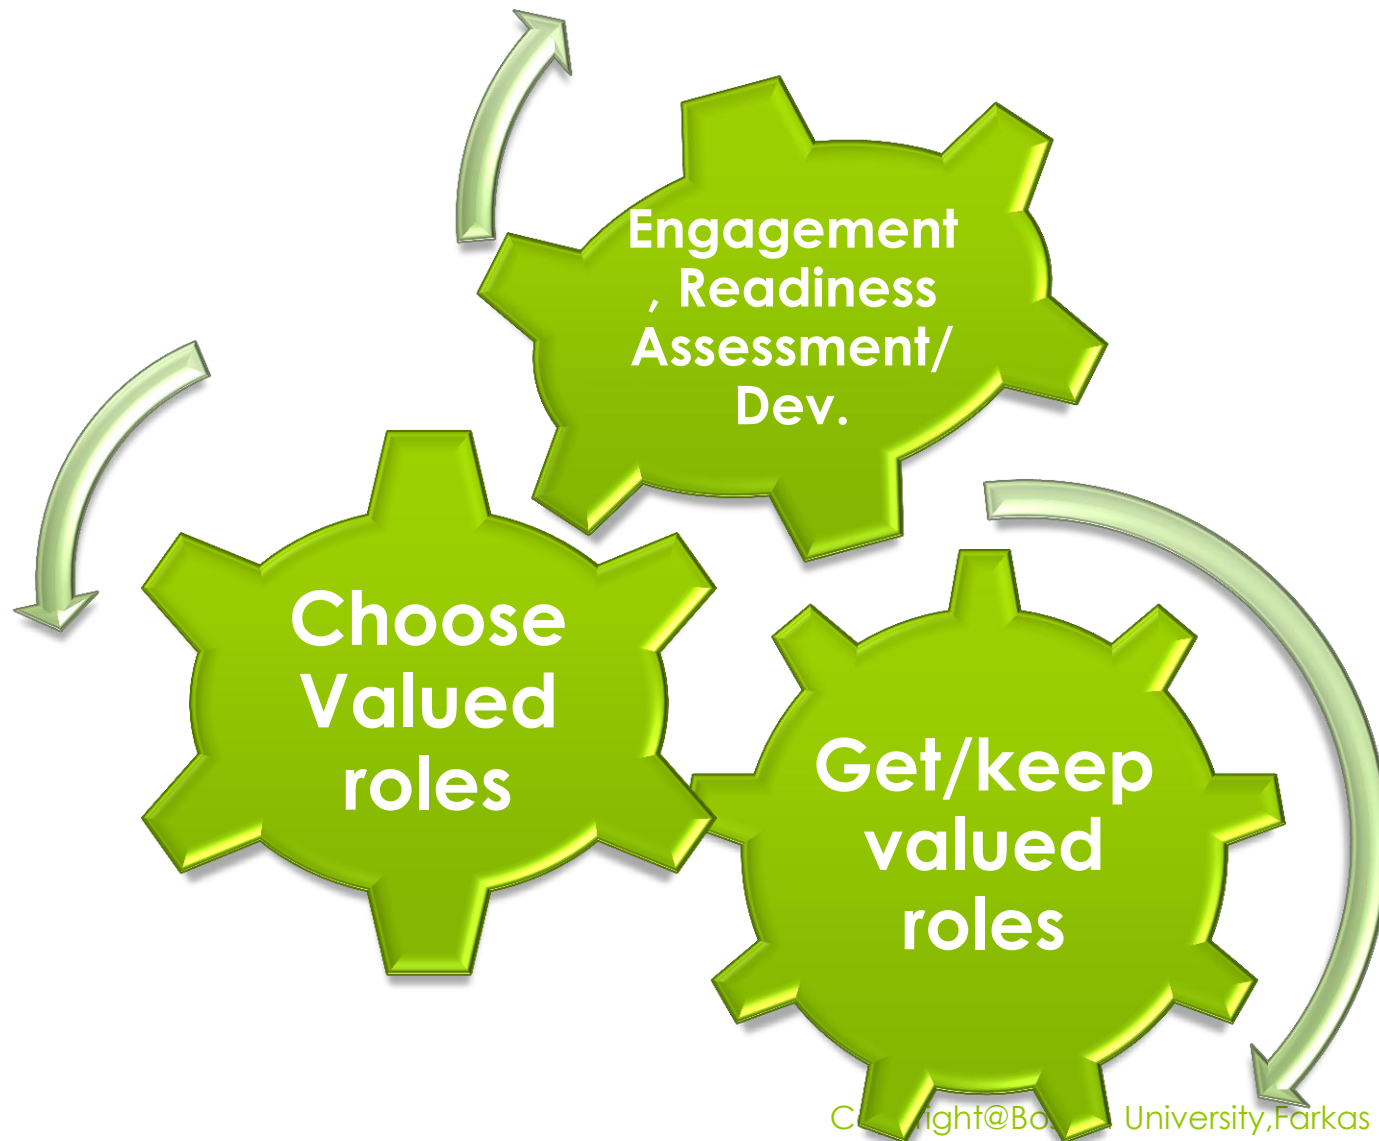 Engagement
, Readiness
Assessment/
Dev.
Choose
Valued
roles
Get/keep
valued
roles
University,Farkas